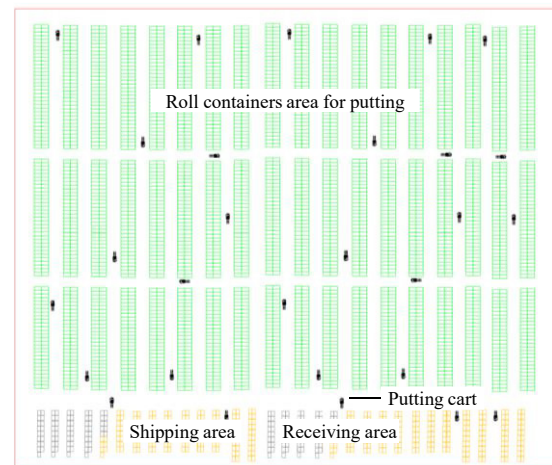 Roll containers area for putting
Putting cart
Shipping area
Receiving area